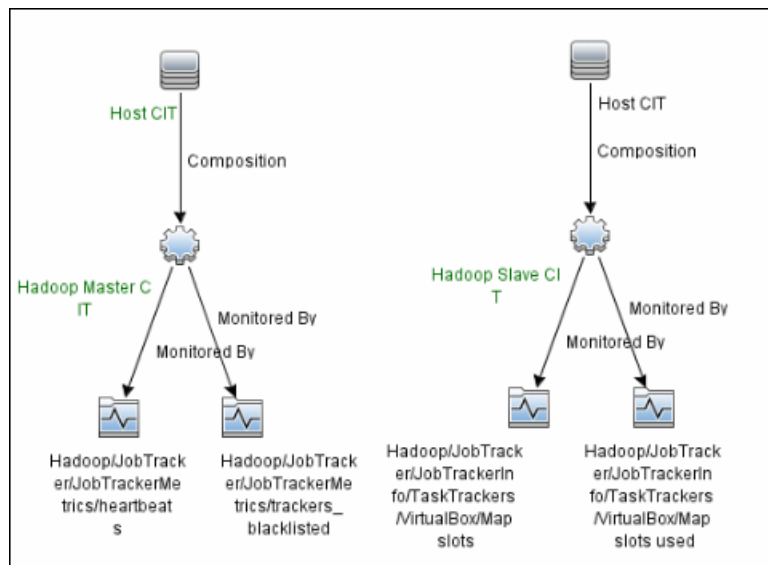 Host CIT
Composition
Hadoop Master C
IT
Monitored By
Monitored By
Hadoop/JobTrack
er/JobTrackerMe
trics/heartbeat
s
Hadoop/JobTrack
er/JobTrackerMe
trics/trackers_
blacklisted
Host CIT
Composition
Hadoop Slave CI
T
Monitored By
Monitored By
Hadoop/JobTrack
er/JobTrackerIn
fo/TaskTrackers
/VirtualBox/Map
slots
Hadoop/JobTrack
er/JobTrackerIn
fo/TaskTrackers
/VirtualBox/Map
slots used